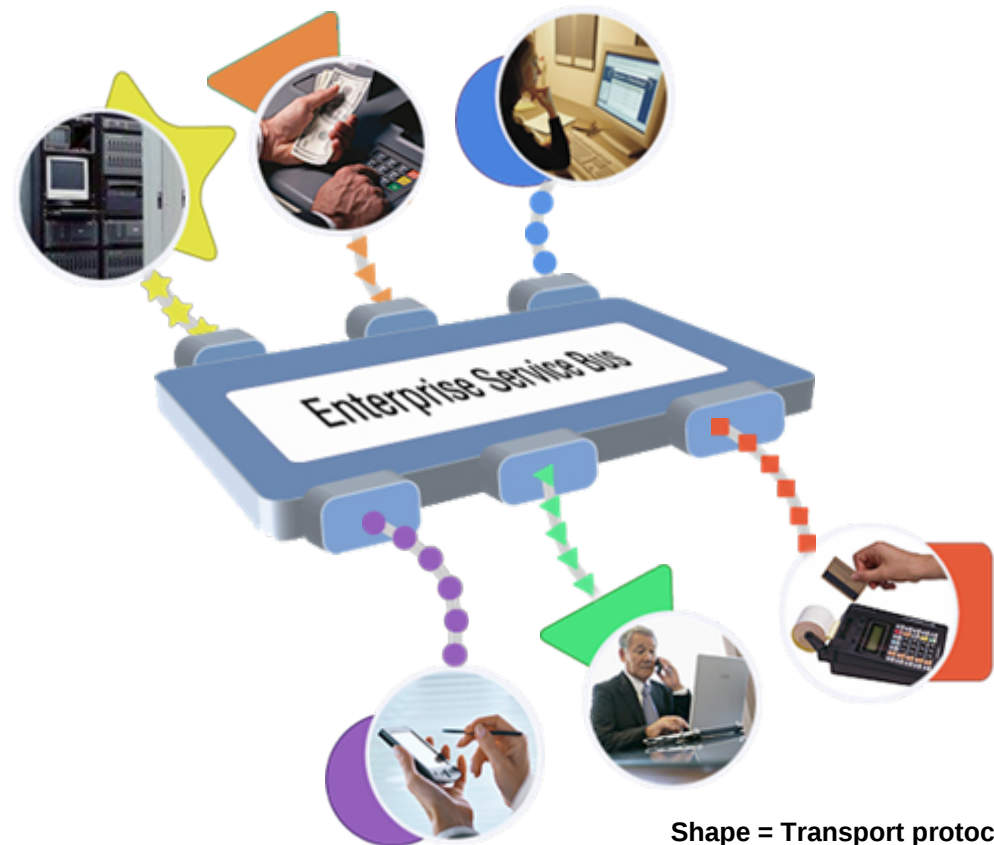 Enterprise Service Bus
Shape = Transport protoc